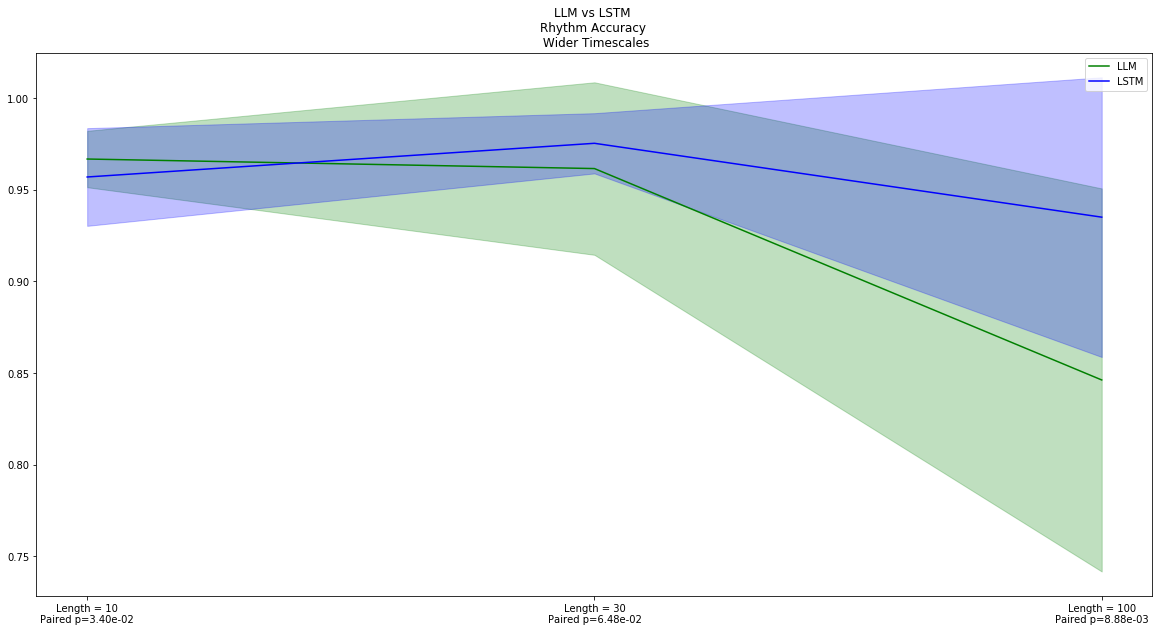 LLM vs LSTM
Rhythm Accuracy
Wider Timescales
LLM
LSTM
1.00
0.95
0.90
0.85
0.80
0.75
Length = 10
Paired p=3.40e-02
Length = 30
Paired p=6.48e-02
Length = 100
Paired p=8.88e-03